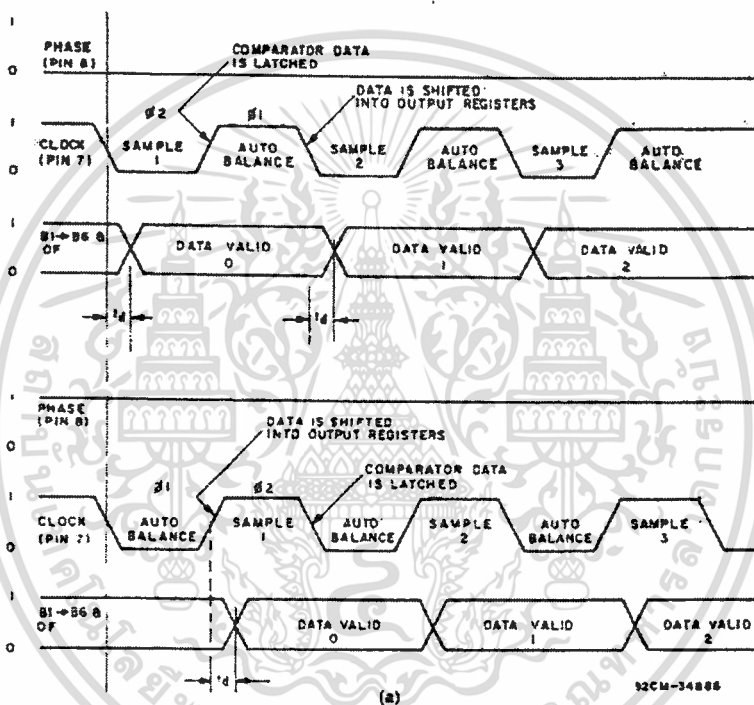 1
PHASE
(PIN 8)
0
COMPARATOR DATA
IS LATCHED
DATA IS SHIFTED
INTO OUTPUT REGISTERS
Ø2
Ø1
1
CLOCK
(PIN 7)
0
SAMPLE
1
AUTO
BALANCE
SAMPLE
2
AUTO
BALANCE
SAMPLE
3
AUTO
BALANCE
1
B1→B6 &
OF
0
DATA VALID
0
DATA VALID
1
DATA VALID
2
td
td
1
PHASE
(PIN 8)
0
DATA IS SHIFTED
INTO OUTPUT REGISTERS
COMPARATOR DATA
IS LATCHED
Ø1
Ø2
1
CLOCK
(PIN 7)
0
AUTO
BALANCE
SAMPLE
1
AUTO
BALANCE
SAMPLE
2
AUTO
BALANCE
SAMPLE
3
1
B1→B6 &
OF
0
DATA VALID
0
DATA VALID
1
DATA VALID
2
td
(a)
92CM-34886